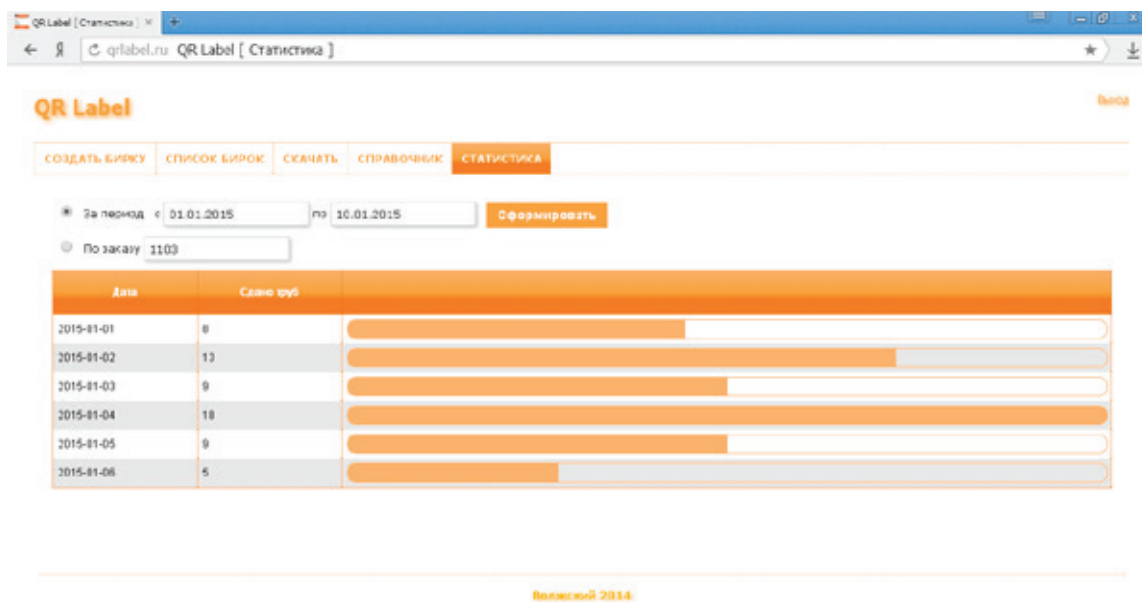 QR Label [ Статистика ]
qrlabel.ru QR Label [ Статистика ]
QR Label
Выход
СОЗДАТЬ БИРКУ СПИСОК БИРОК СКАЧАТЬ СПРАВОЧНИК СТАТИСТИКА
За период с 01.01.2015 по 10.01.2015 Сформировать
По заказу 1103
Дата Сдано труб
2015-01-01 8
2015-01-02 13
2015-01-03 9
2015-01-04 18
2015-01-05 9
2015-01-06 5
Волжский 2014